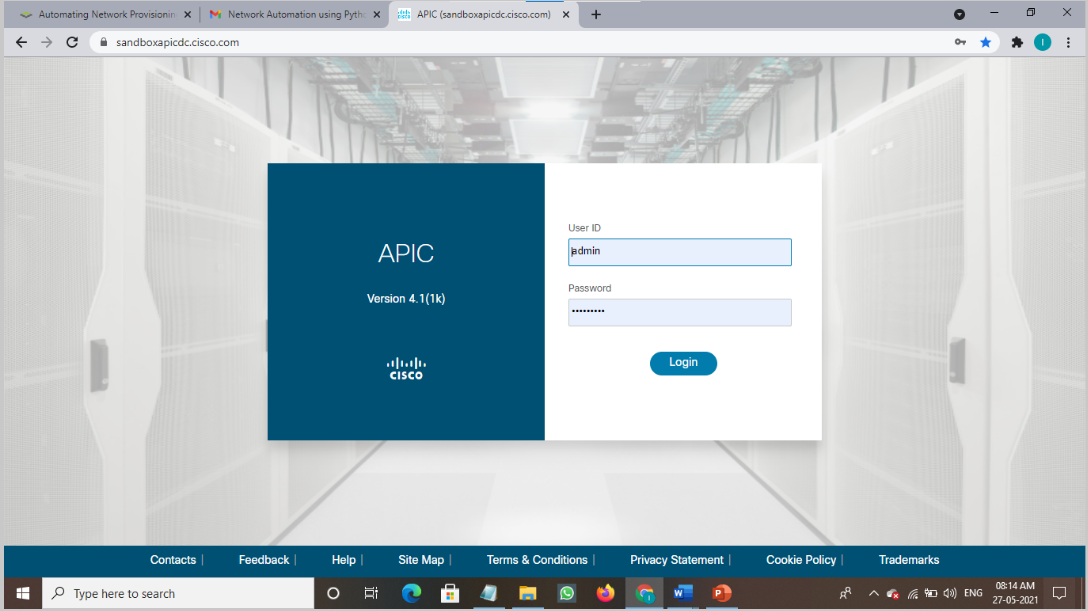 Automating Network Provisionin
Network Automation using Pyth
APIC (sandboxapicdc.cisco.com)
sandboxapicdc.cisco.com
I
APIC
Version 4.1(1k)
CISCO
User ID
admin
Password
•••••••••
Login
Contacts |
Feedback |
Help |
Site Map |
Terms & Conditions |
Privacy Statement |
Cookie Policy |
Trademarks
Type here to search
ENG
08:14 AM
27-05-2021